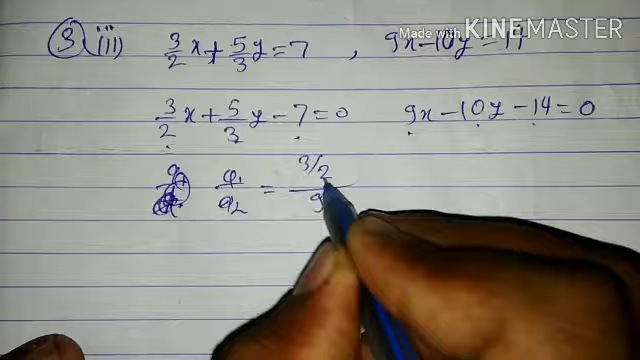 Made with KINEMASTER
3 (iii) 3/2 x + 5/3 y = 7 , 9x - 10y = 14
3/2 x + 5/3 y - 7 = 0 9x - 10y - 14 = 0
a1/a2 = 3/2 / 9